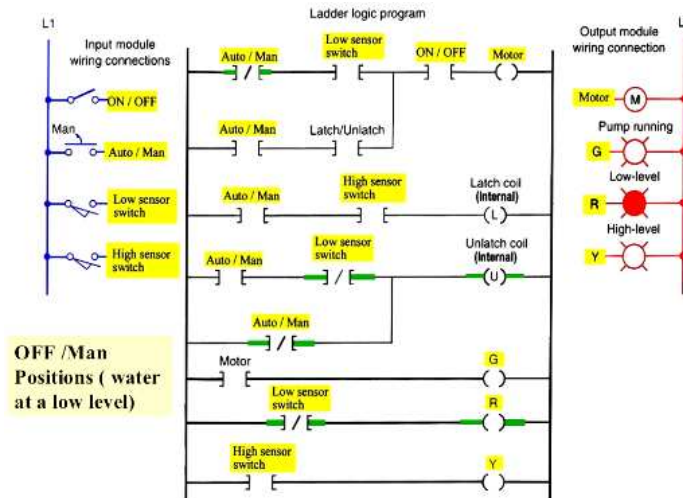 Ladder logic program
L1
Input module
wiring connections
ON / OFF
Man
Auto / Man
Low sensor
switch
High sensor
switch
OFF /Man
Positions ( water
at a low level)
Auto / Man
Low sensor
switch
ON / OFF
Motor
Auto / Man
Latch/Unlatch
Auto / Man
High sensor
switch
Latch coil
(Internal)
L
Auto / Man
Low sensor
switch
Unlatch coil
(Internal)
U
Auto / Man
Motor
G
Low sensor
switch
R
High sensor
switch
Y
Output module
wiring connection
L
Motor
M
Pump running
G
Low-level
R
High-level
Y